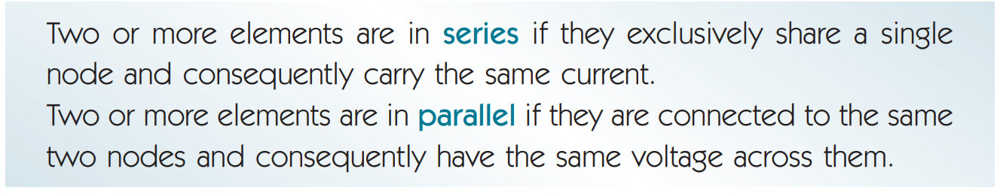 Two or more elements are in series if they exclusively share a single
node and consequently carry the same current.
Two or more elements are in parallel if they are connected to the same
two nodes and consequently have the same voltage across them.